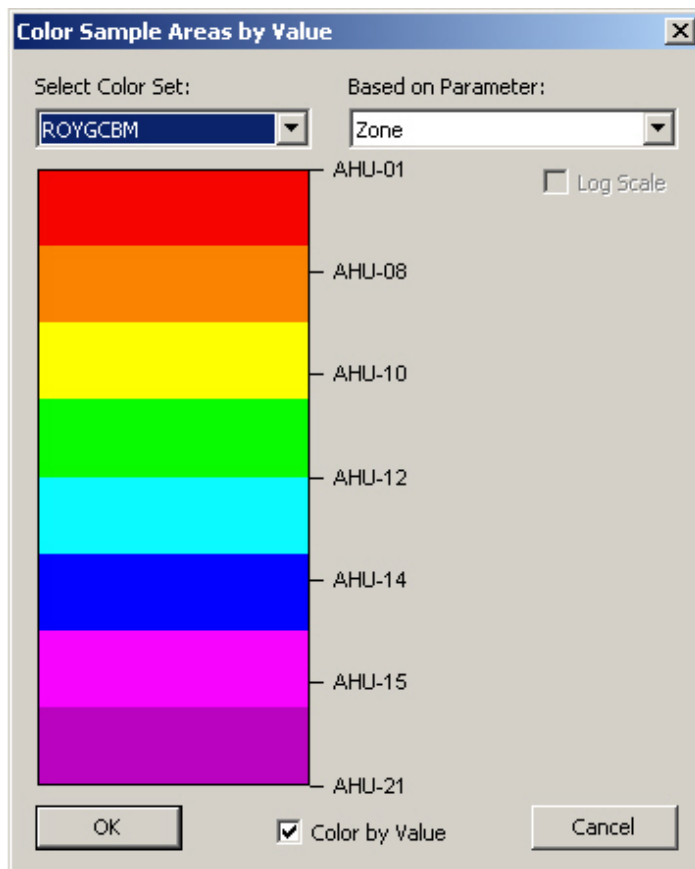 Color Sample Areas by Value
Select Color Set: Based on Parameter:
ROYGCBM Zone
AHU-01
Log Scale
AHU-08
AHU-10
AHU-12
AHU-14
AHU-15
AHU-21
OK Color by Value Cancel